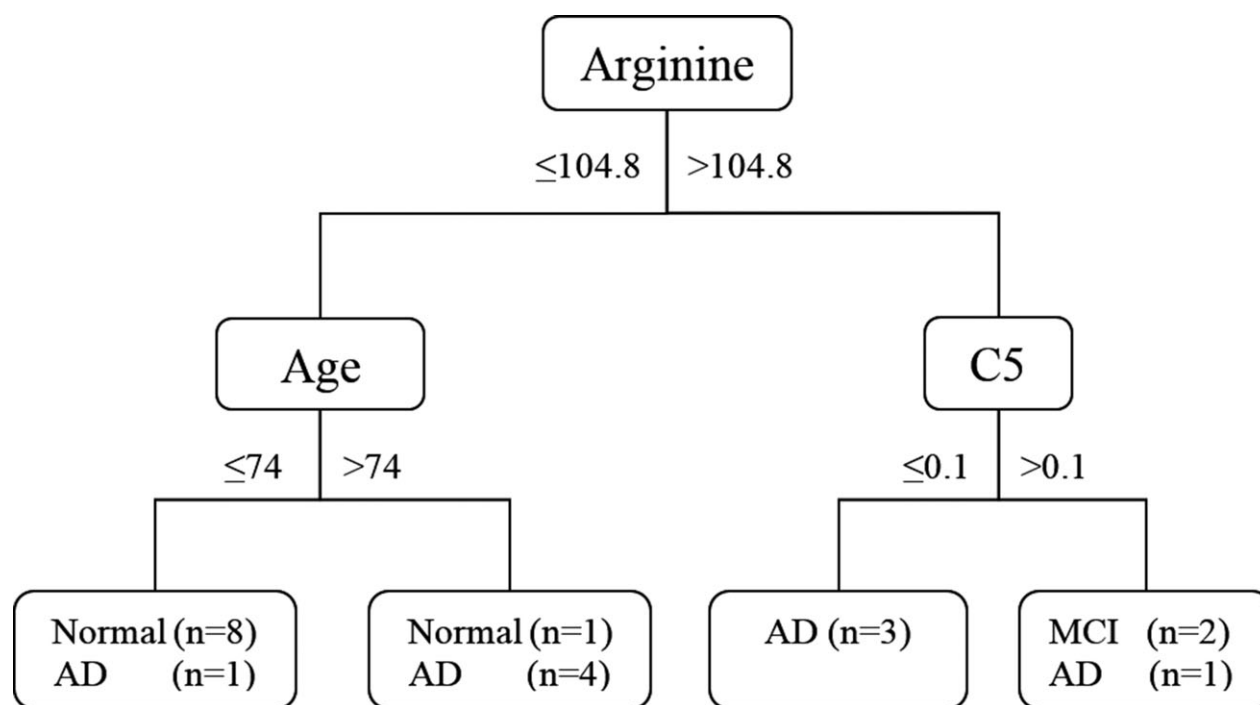 Arginine
≤104.8 >104.8
Age
C5
≤74 >74
≤0.1 >0.1
Normal (n=8)
AD (n=1)
Normal (n=1)
AD (n=4)
AD (n=3)
MCI (n=2)
AD (n=1)